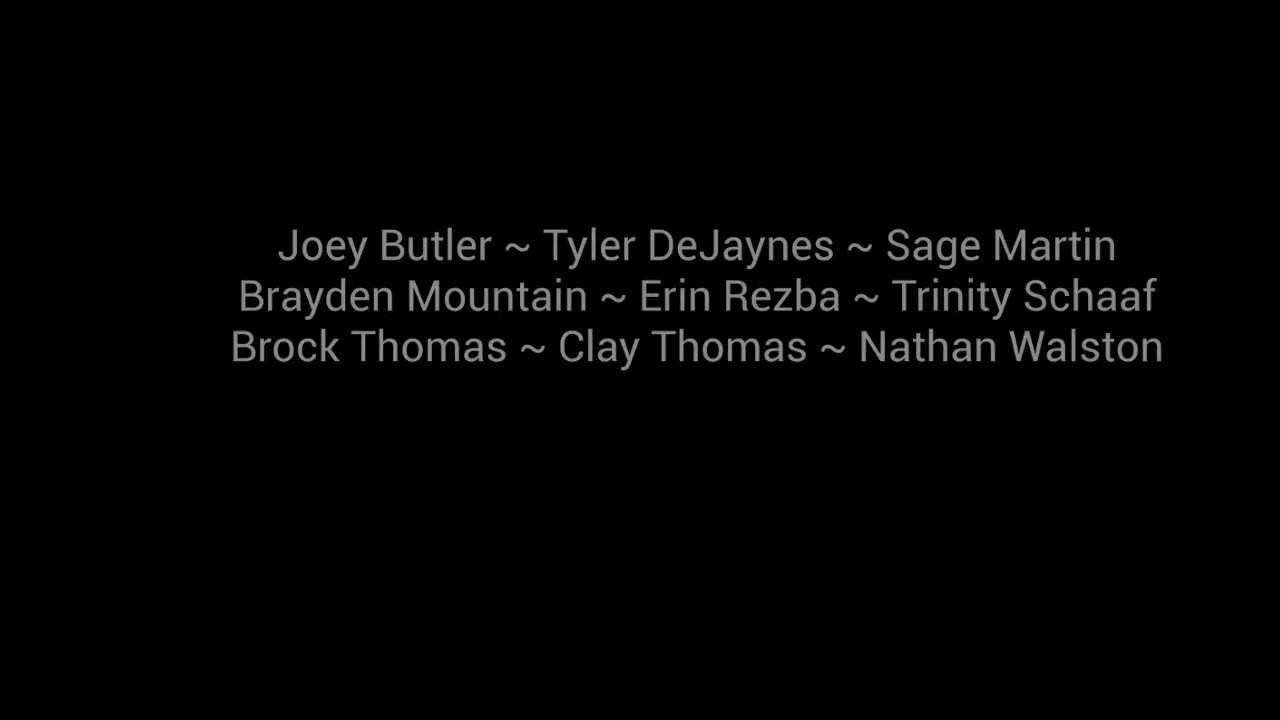 Joey Butler ~ Tyler DeJaynes ~ Sage Martin
Brayden Mountain ~ Erin Rezba ~ Trinity Schaaf
Brock Thomas ~ Clay Thomas ~ Nathan Walston